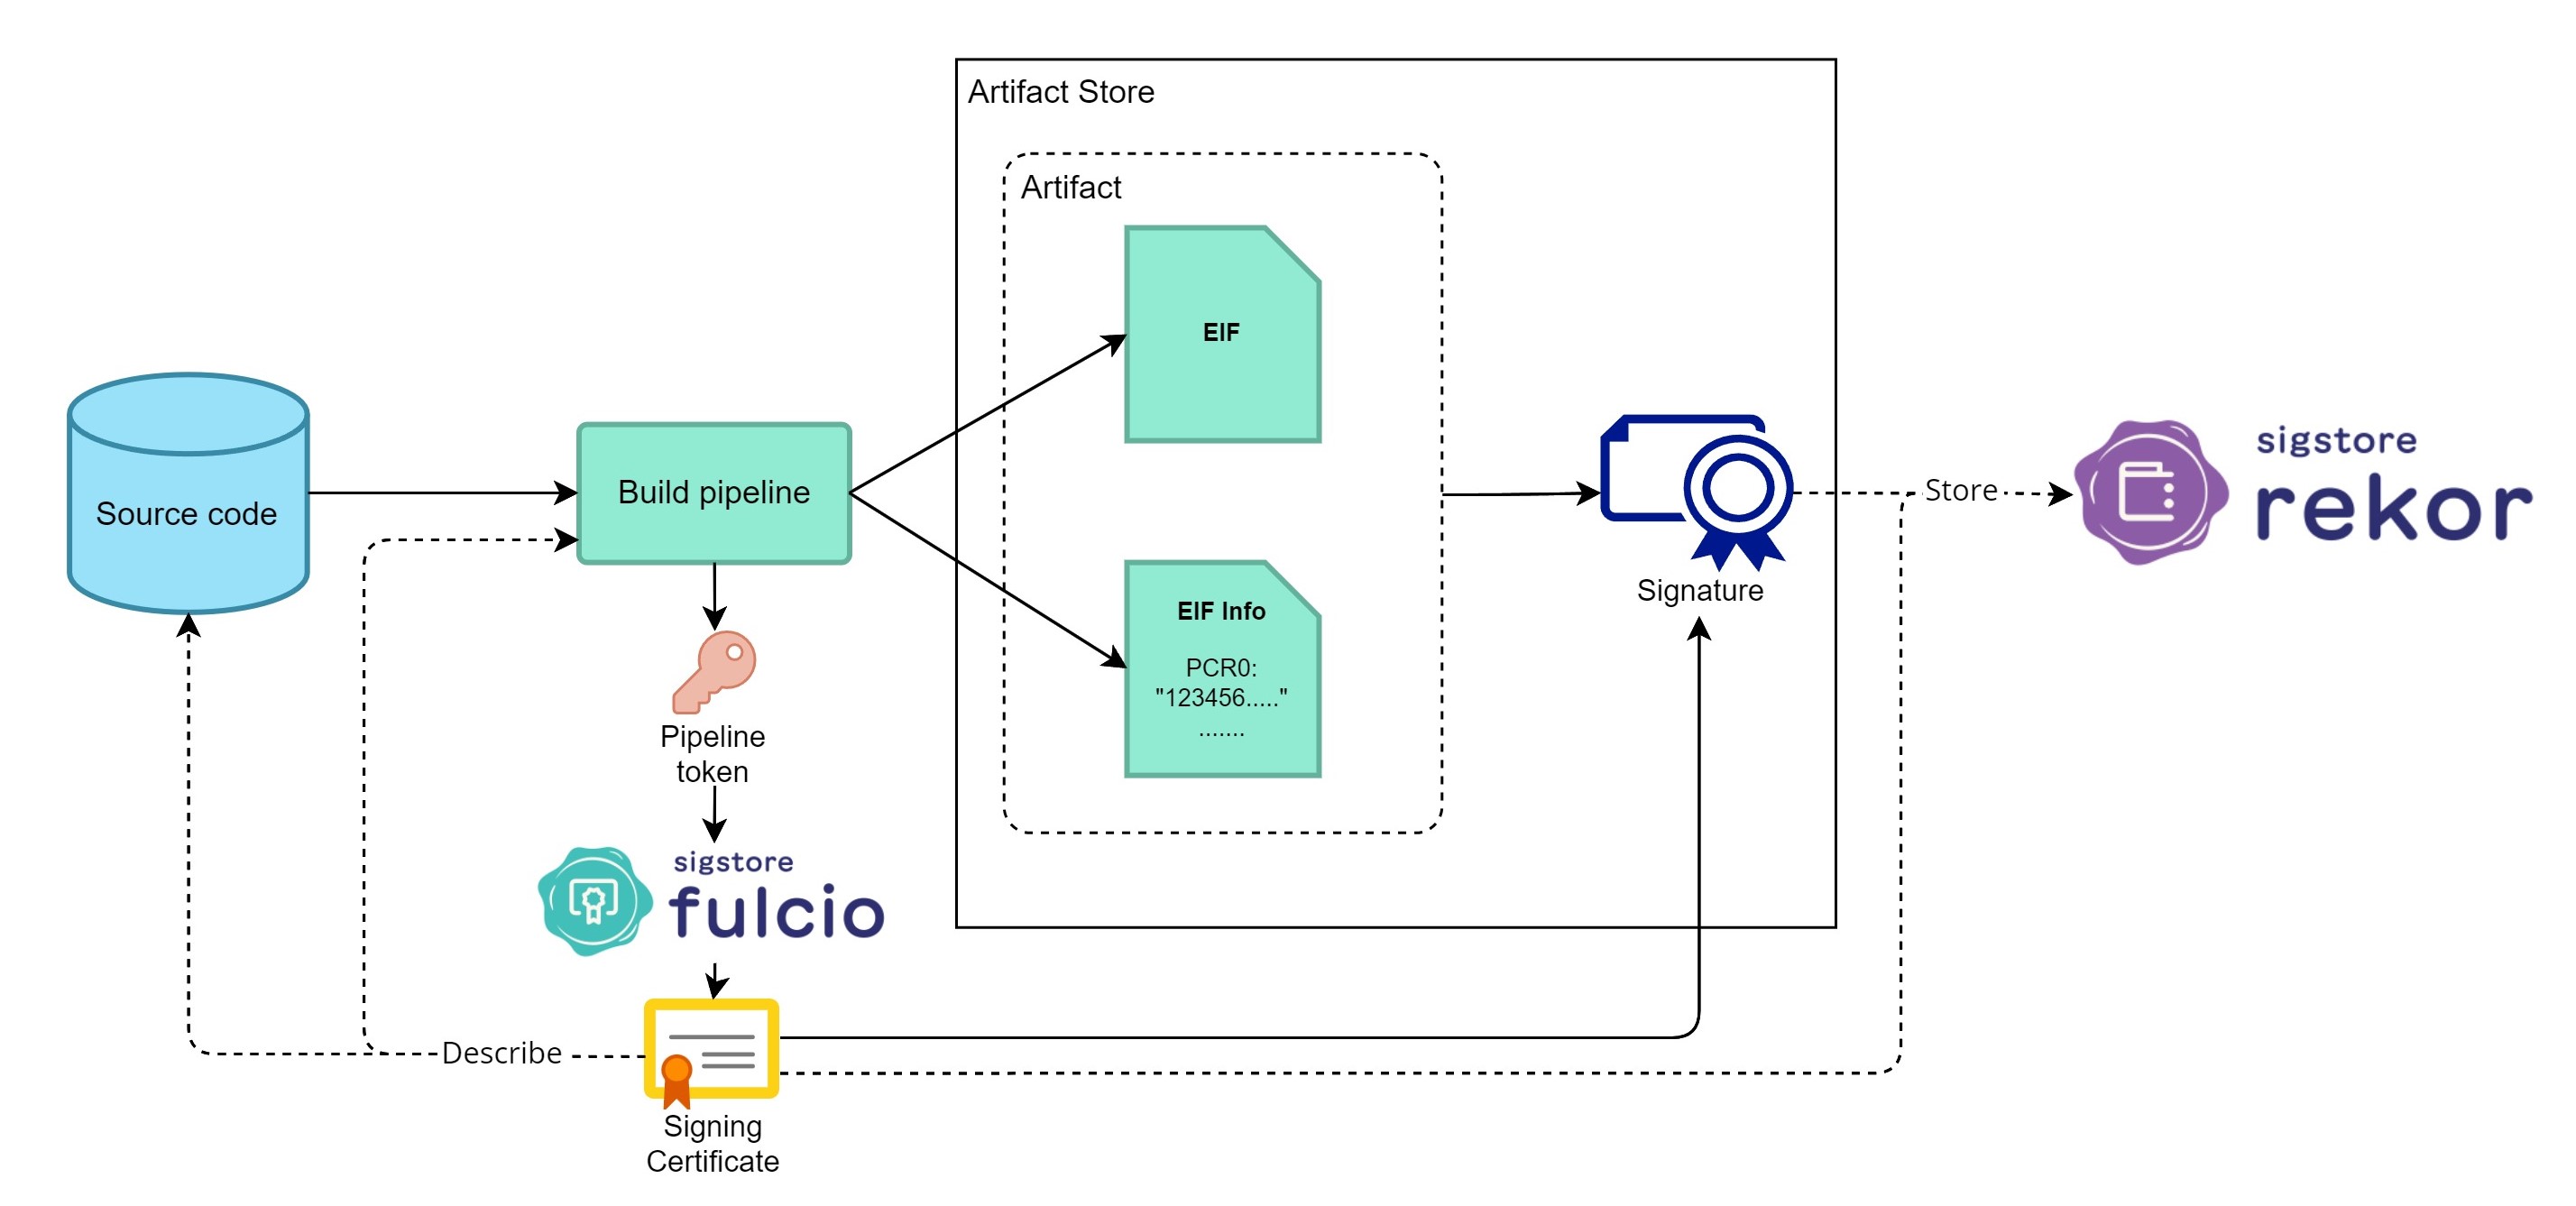 Artifact Store
Artifact
EIF
Source code
Build pipeline
EIF Info
PCR0:
"123456....."
.......
Signature
Store
sigstore
rekor
Pipeline
token
sigstore
fulcio
Describe
Signing
Certificate